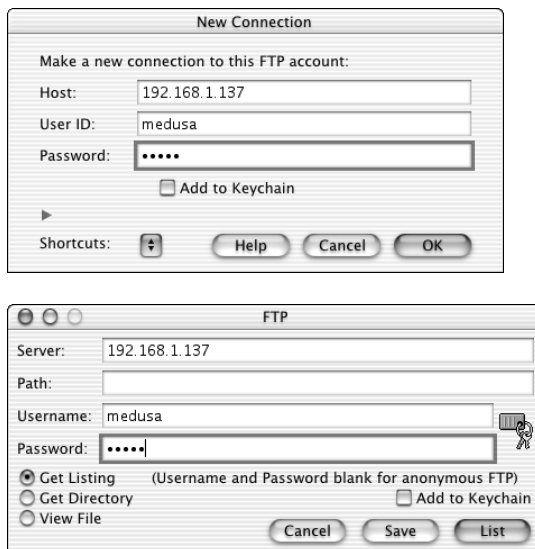 New Connection
Make a new connection to this FTP account:
Host: 192.168.1.137
User ID: medusa
Password: •••••
Add to Keychain
Shortcuts: Help Cancel OK
FTP
Server: 192.168.1.137
Path:
Username: medusa
Password: •••••
Get Listing (Username and Password blank for anonymous FTP)
Get Directory Add to Keychain
View File
Cancel Save List